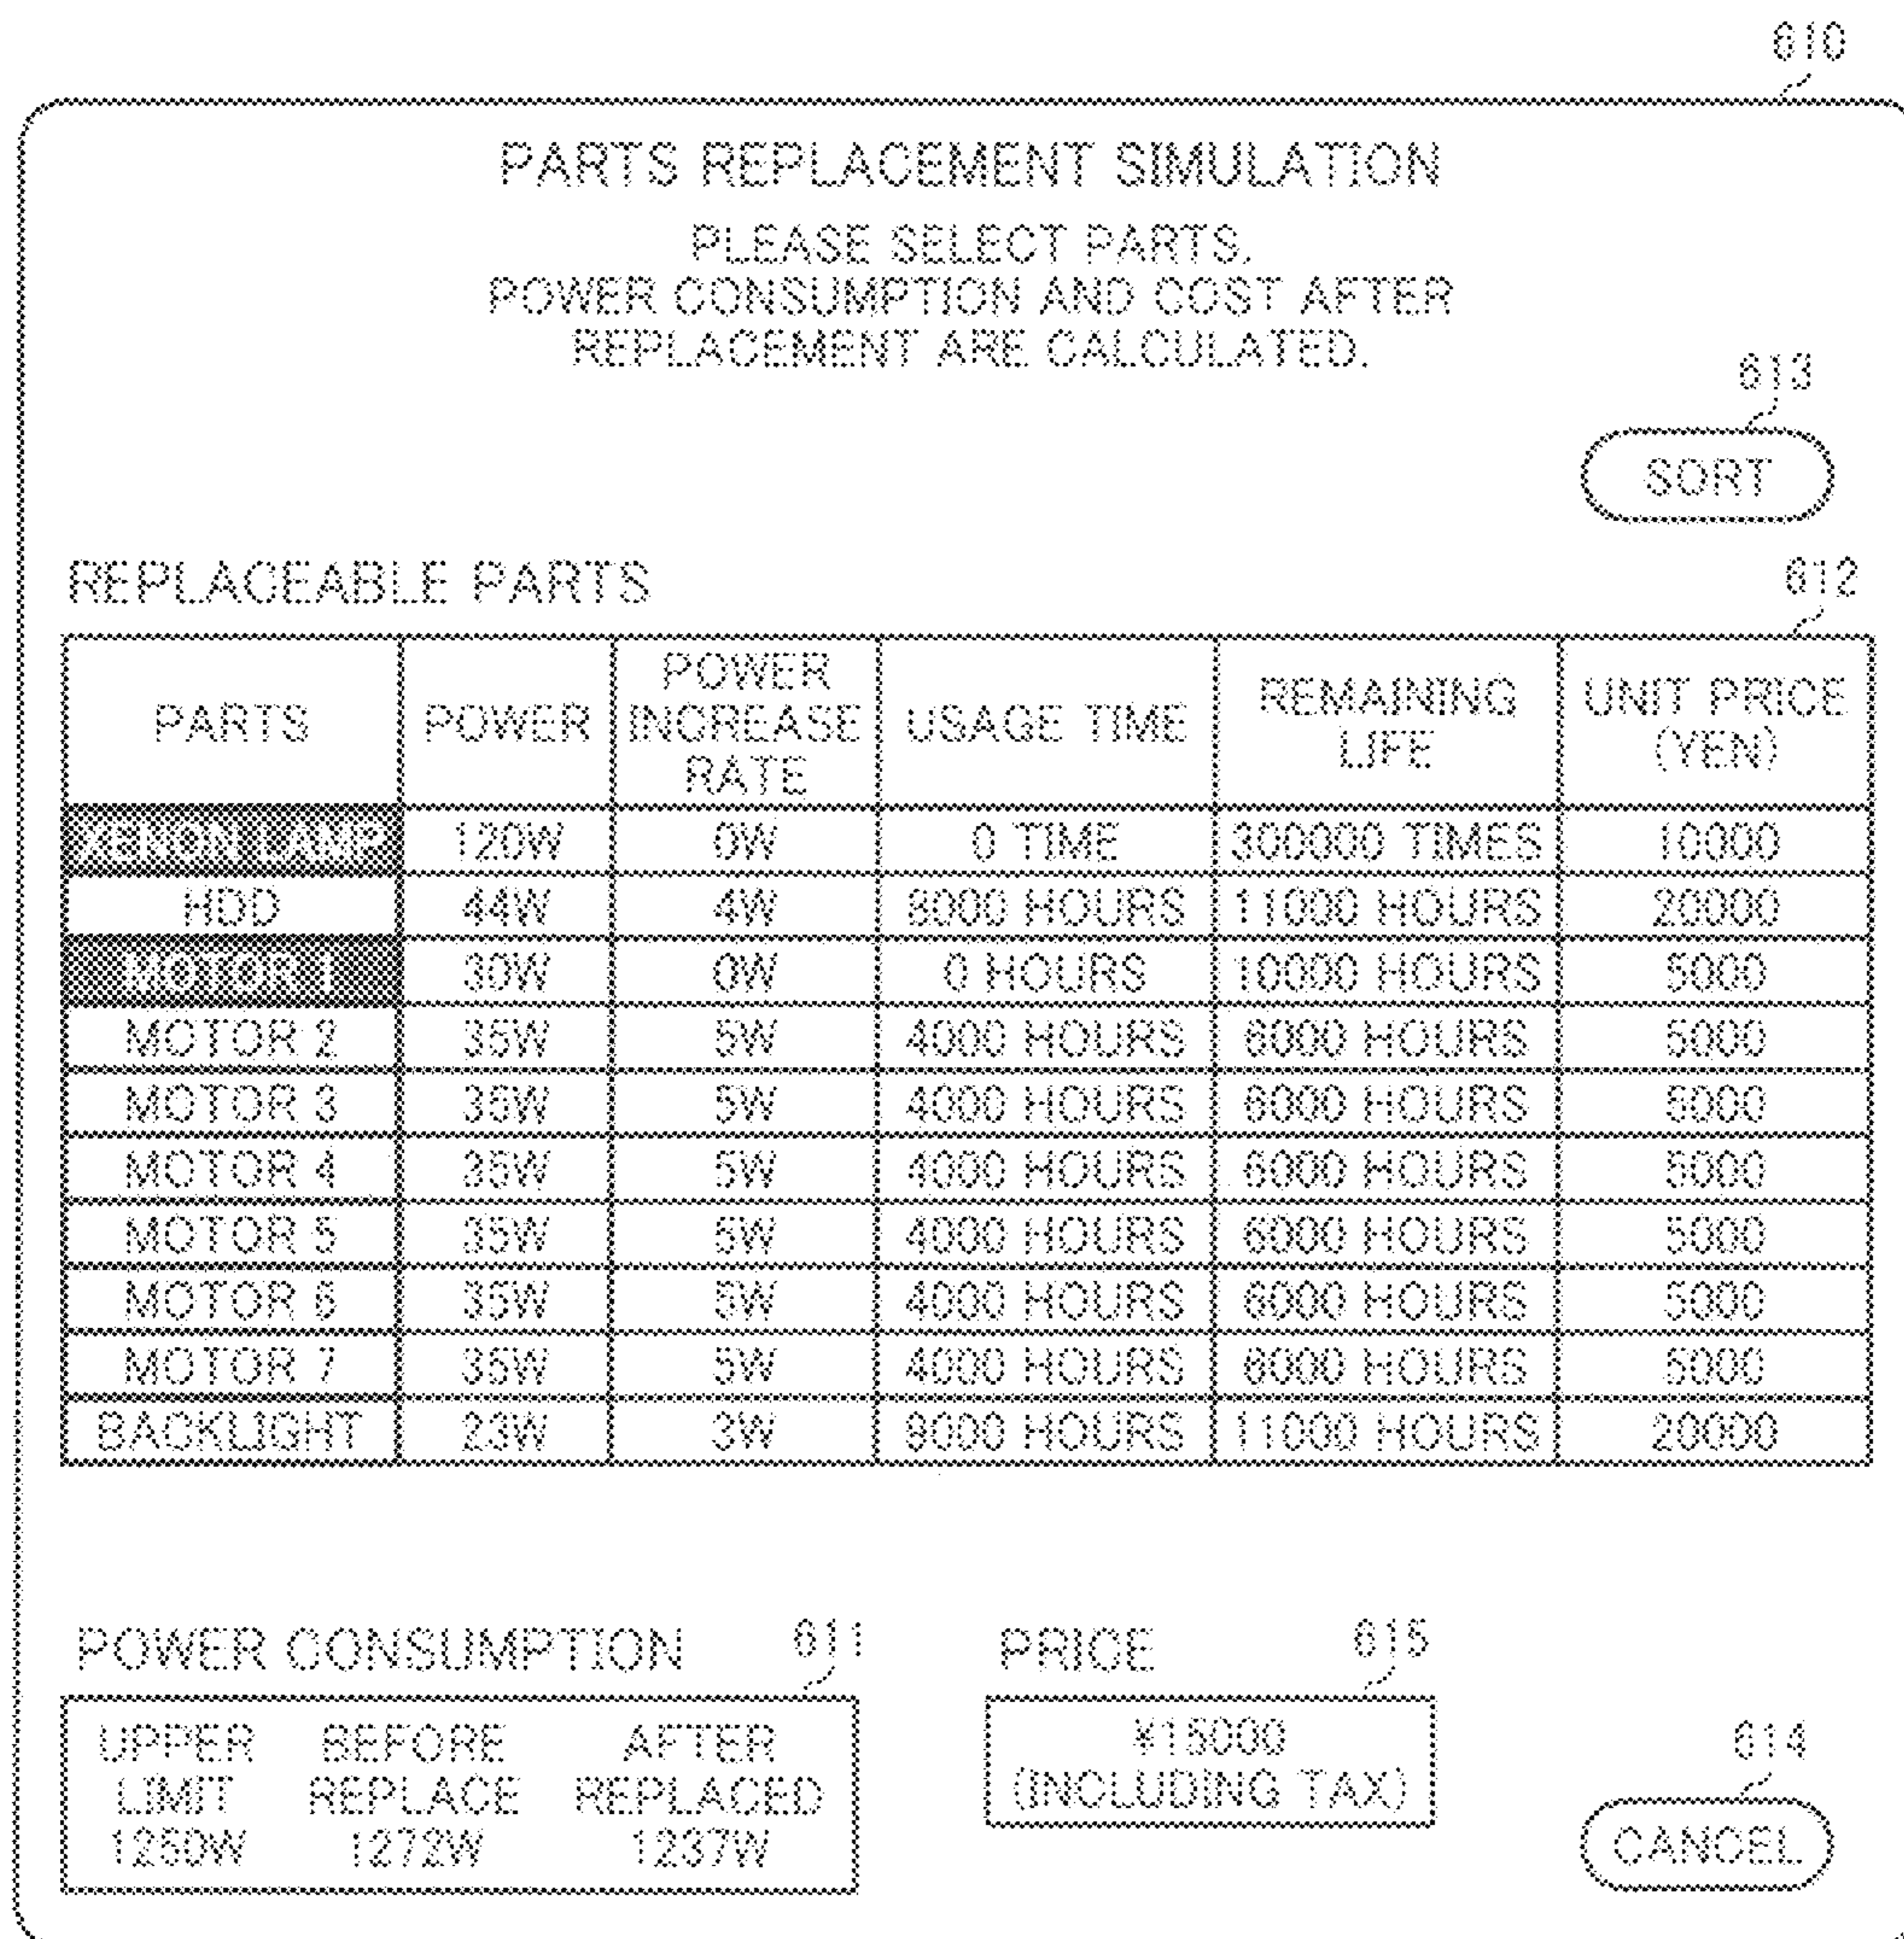 610
PARTS REPLACEMENT SIMULATION
PLEASE SELECT PARTS.
POWER CONSUMPTION AND COST AFTER
REPLACEMENT ARE CALCULATED.
613
SORT
REPLACEABLE PARTS
612
PARTS POWER POWER INCREASE RATE USAGE TIME REMAINING LIFE UNIT PRICE (YEN)
XENON LAMP 120W 0W 0 TIME 300000 TIMES 10000
HDD 44W 4W 8000 HOURS 11000 HOURS 20000
MOTOR 1 30W 0W 0 HOURS 10000 HOURS 5000
MOTOR 2 35W 5W 4000 HOURS 6000 HOURS 5000
MOTOR 3 35W 5W 4000 HOURS 6000 HOURS 5000
MOTOR 4 35W 5W 4000 HOURS 6000 HOURS 5000
MOTOR 5 35W 5W 4000 HOURS 6000 HOURS 5000
MOTOR 6 35W 5W 4000 HOURS 6000 HOURS 5000
MOTOR 7 35W 5W 4000 HOURS 6000 HOURS 5000
BACKLIGHT 23W 3W 9000 HOURS 11000 HOURS 20000
POWER CONSUMPTION 611
UPPER LIMIT 1250W
BEFORE REPLACE 1272W
AFTER REPLACED 1237W
PRICE 615
¥15000
(INCLUDING TAX)
614
CANCEL